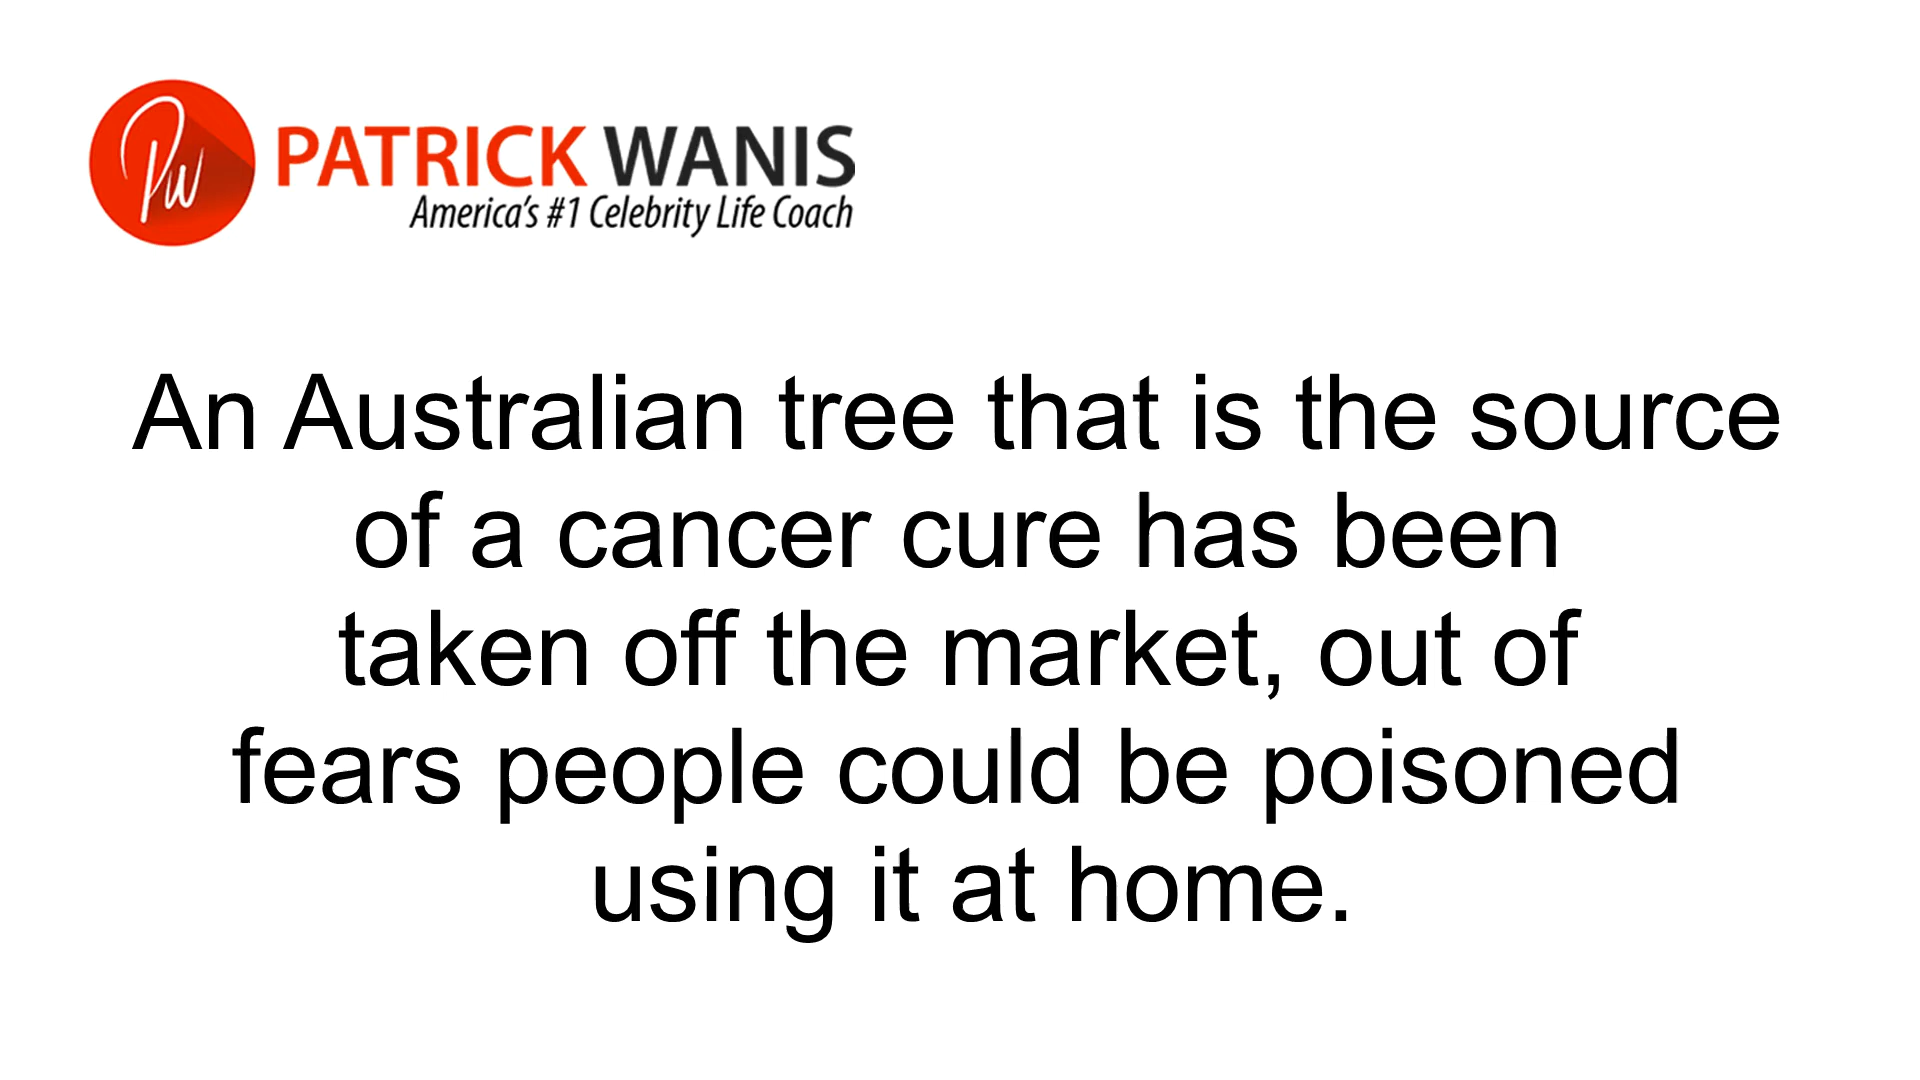 PW
PATRICK WANIS
America's #1 Celebrity Life Coach
An Australian tree that is the source
of a cancer cure has been
taken off the market, out of
fears people could be poisoned
using it at home.